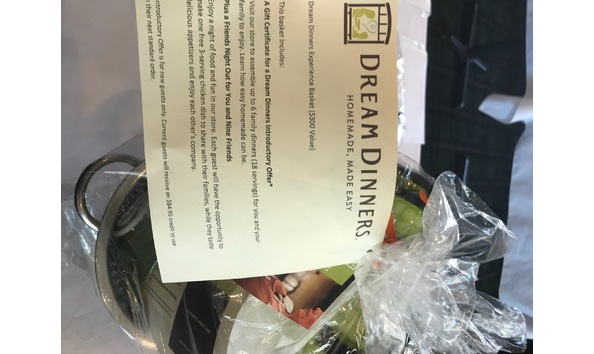 DREAM DINNERS
HOMEMADE, MADE EASY
Dream Dinners Experience Basket ($300 Value)
This basket includes:
A Gift Certificate for a Dream Dinners Introductory Offer*
Visit our store to assemble up to 6 family dinners (18 servings) for you and your
family to enjoy. Learn how easy homemade can be.
Plus a Friends Night Out for You and Nine Friends
Enjoy a night of food and fun in our store. Each guest will have the opportunity to
make one free 3-serving chicken dish to share with their families, while they taste
delicious appetizers and enjoy each other's company.
Introductory Offer is for new guests only. Current guests will receive an $84.95 credit to use
their next standard order.